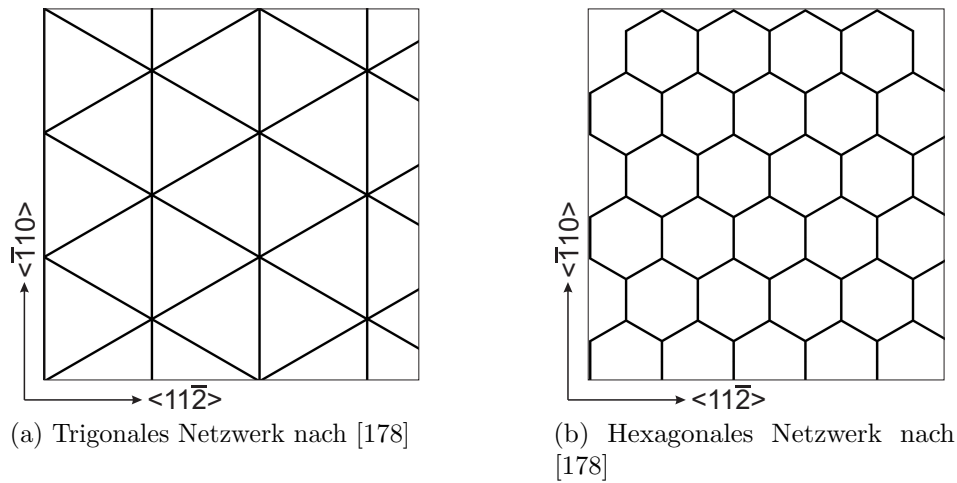 <1̅10>
<112̅>
(a) Trigonales Netzwerk nach [178]
<1̅10>
<112̅>
(b) Hexagonales Netzwerk nach
[178]